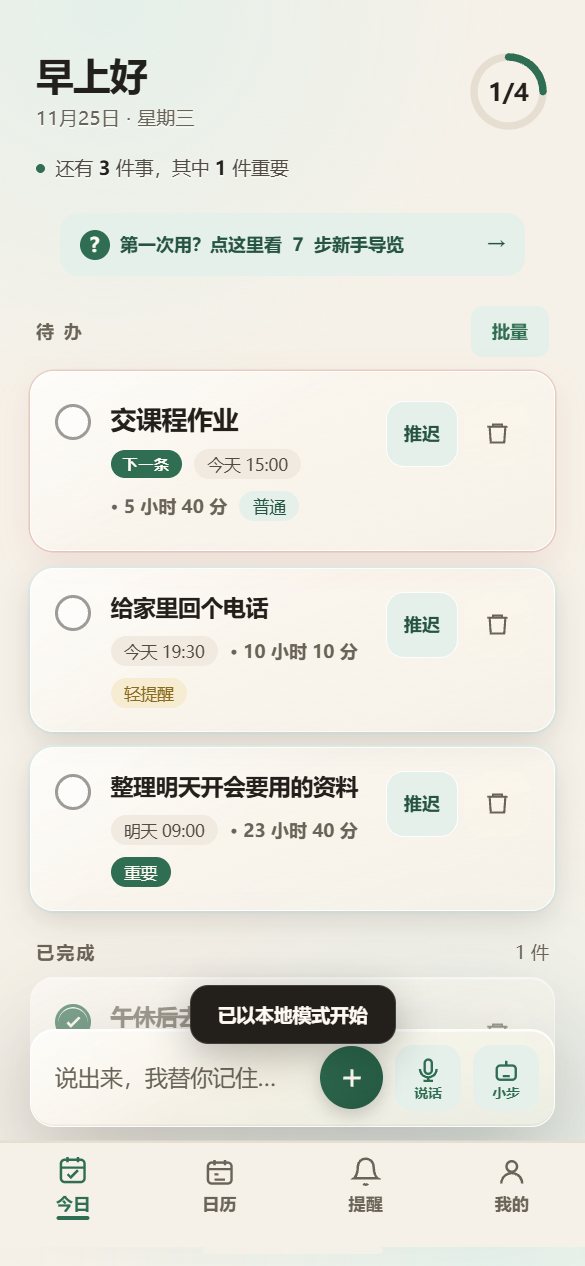 早上好
1/4
11月25日 · 星期三
还有 3 件事，其中 1 件重要
? 第一次用？点这里看 7 步新手导览 →
待办
批量
交课程作业
推迟
下一条 今天 15:00
• 5 小时 40 分 普通
给家里回个电话
推迟
今天 19:30 • 10 小时 10 分
轻提醒
整理明天开会要用的资料
推迟
明天 09:00 • 23 小时 40 分
重要
已完成
1 件
午休后去
已以本地模式开始
说出来，我替你记住...
+
说话
小步
今日
日历
提醒
我的